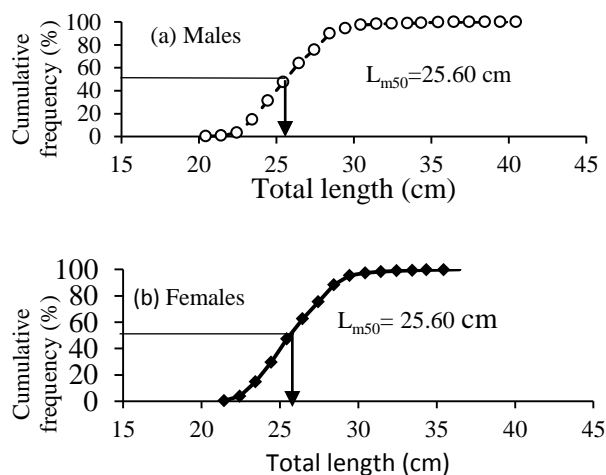 Cumulative
frequency (%)
100
80
60
40
20
0
(a) Males
Lm50=25.60 cm
15 20 25 30 35 40 45
Total length (cm)
Cumulative
frequency (%)
100
80
60
40
20
0
(b) Females
Lm50= 25.60 cm
15 20 25 30 35 40 45
Total length (cm)